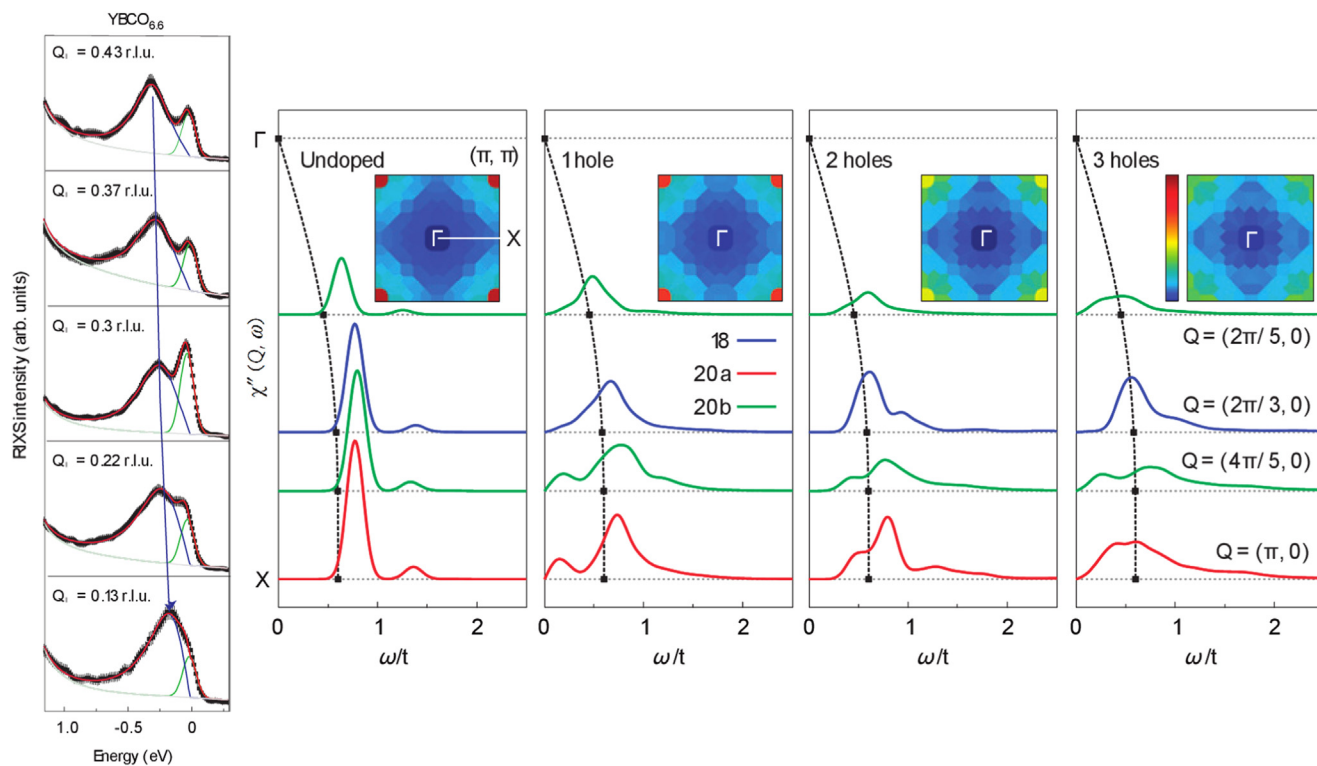 YBCO6.6
Q∥ = 0.43 r.l.u.
Q∥ = 0.37 r.l.u.
Q∥ = 0.3 r.l.u.
Q∥ = 0.22 r.l.u.
Q∥ = 0.13 r.l.u.
RIXSintensity (arb. units)
1.0 -0.5 0
Energy (eV)
Γ
χ″ (Q, ω)
X
Undoped
(π, π)
Γ X
0 1 2
ω/t
1 hole
Γ
18
20a
20b
0 1 2
ω/t
2 holes
Γ
0 1 2
ω/t
3 holes
Γ
Q = (2π/ 5, 0)
Q = (2π/ 3, 0)
Q = (4π/ 5, 0)
Q = (π, 0)
0 1 2
ω/t